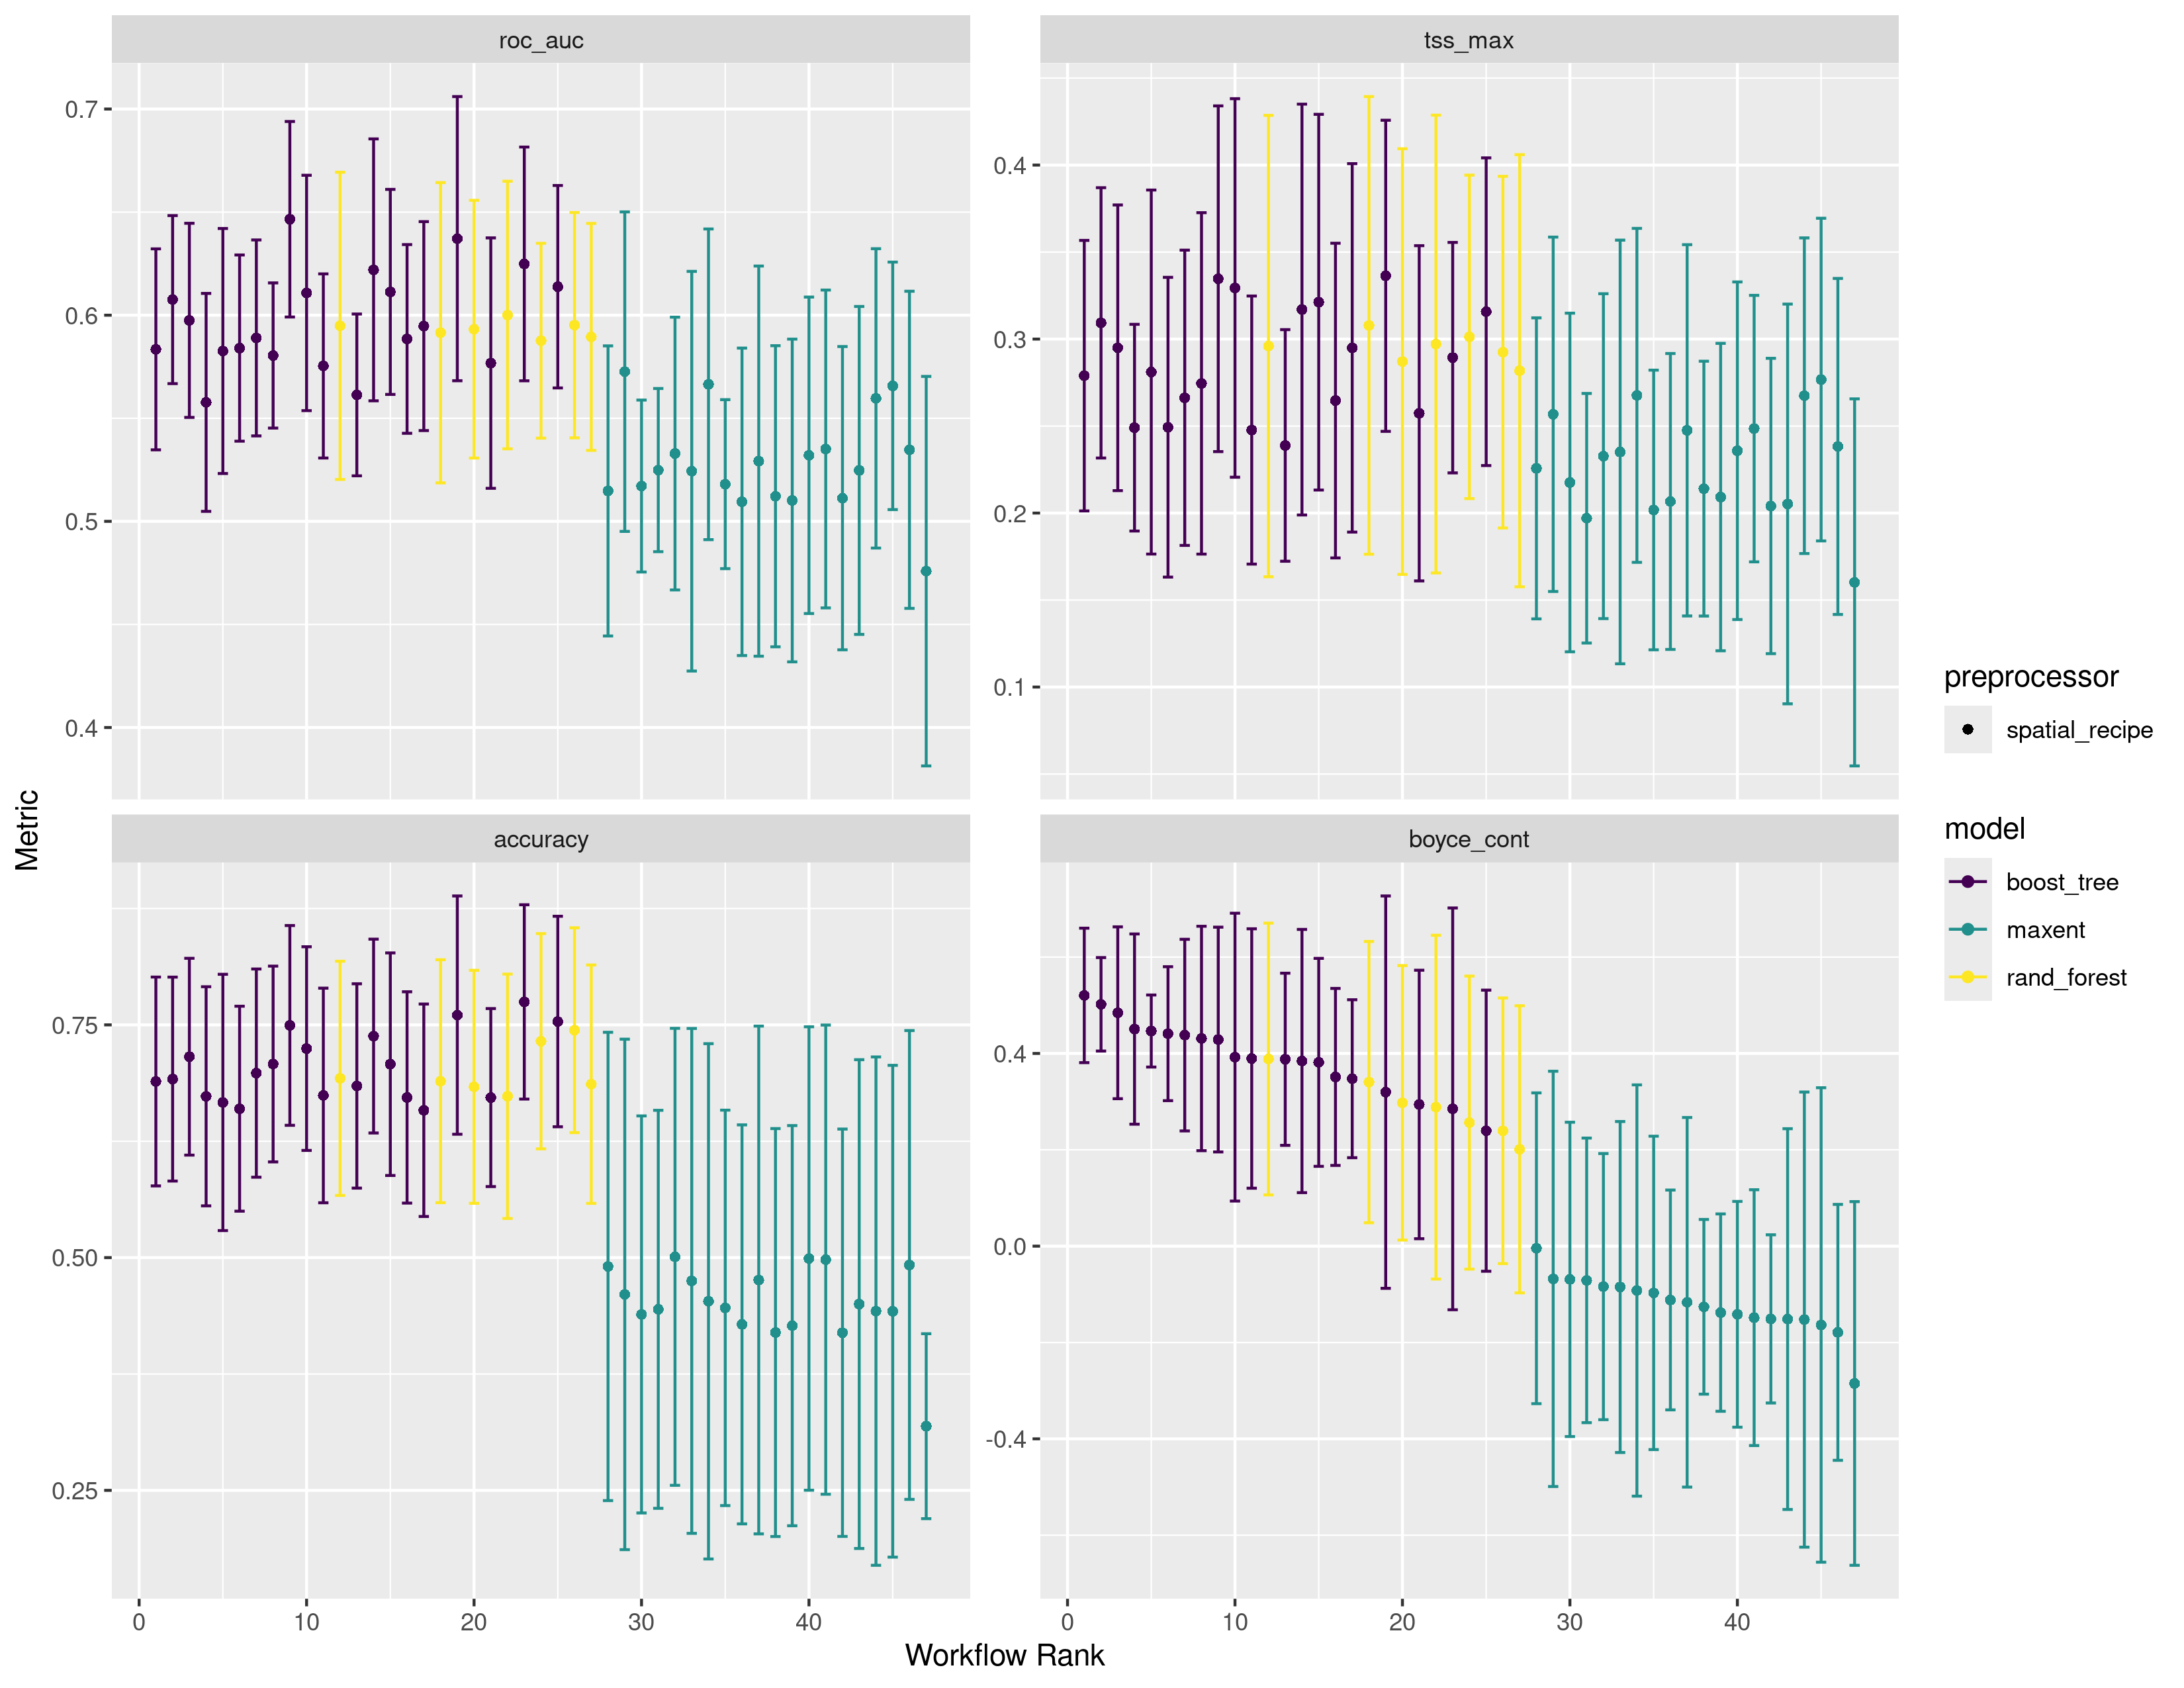 roc_auc
tss_max
0.7
0.6
0.5
0.4
0.4
0.3
0.2
0.1
accuracy
boyce_cont
0.75
0.50
0.25
0.4
0.0
-0.4
0
10
20
30
40
0
10
20
30
40
Metric
Workflow Rank
preprocessor
spatial_recipe
model
boost_tree
maxent
rand_forest